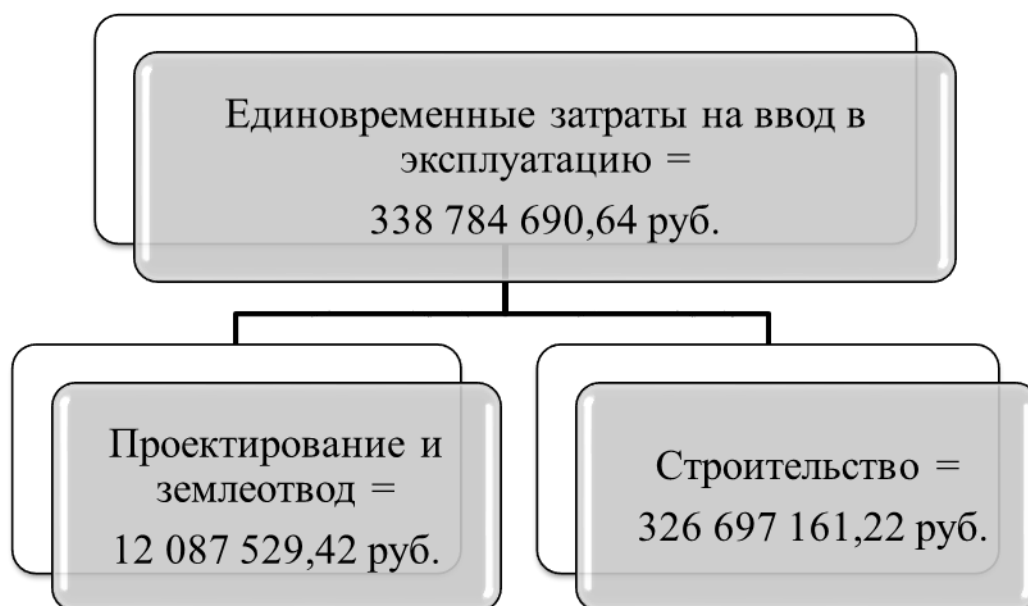 Единовременные затраты на ввод в
эксплуатацию =
338 784 690,64 руб.
Проектирование и
землеотвод =
12 087 529,42 руб.
Строительство =
326 697 161,22 руб.